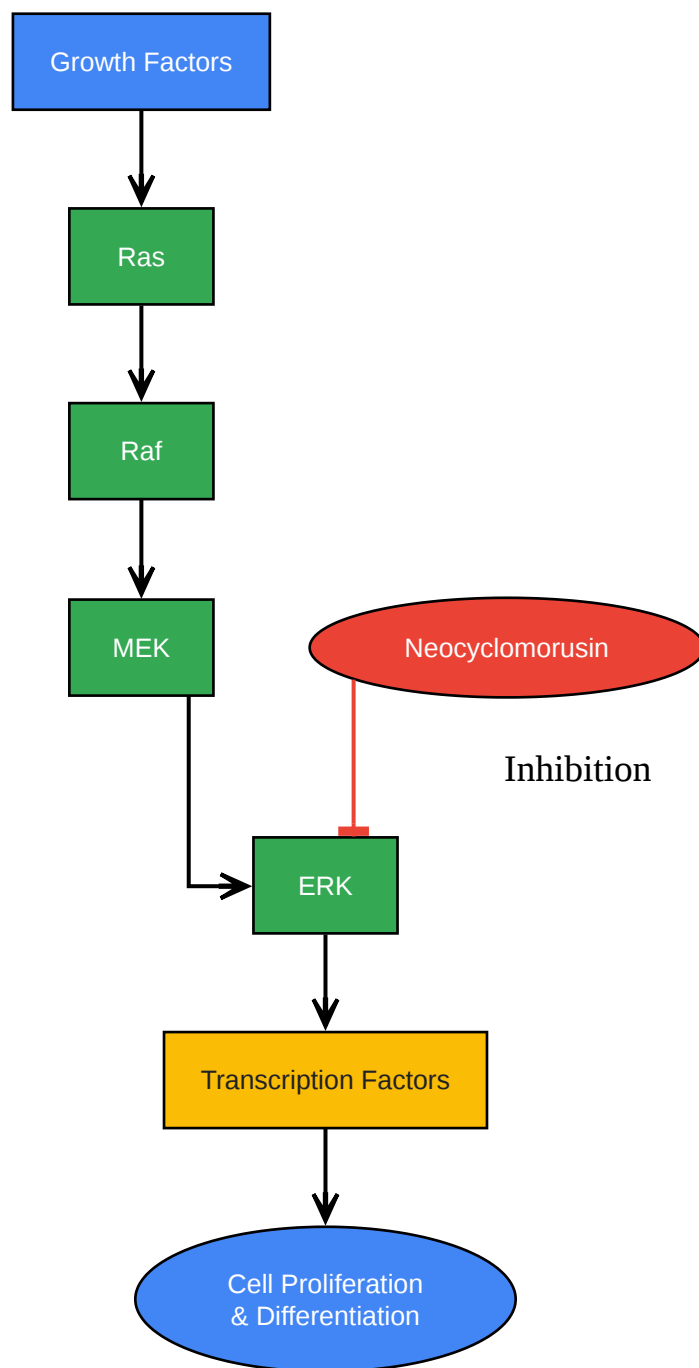 Growth Factors
Ras
Raf
MEK
Neocyclomorusin
Inhibition
ERK
Transcription Factors
Cell Proliferation
& Differentiation